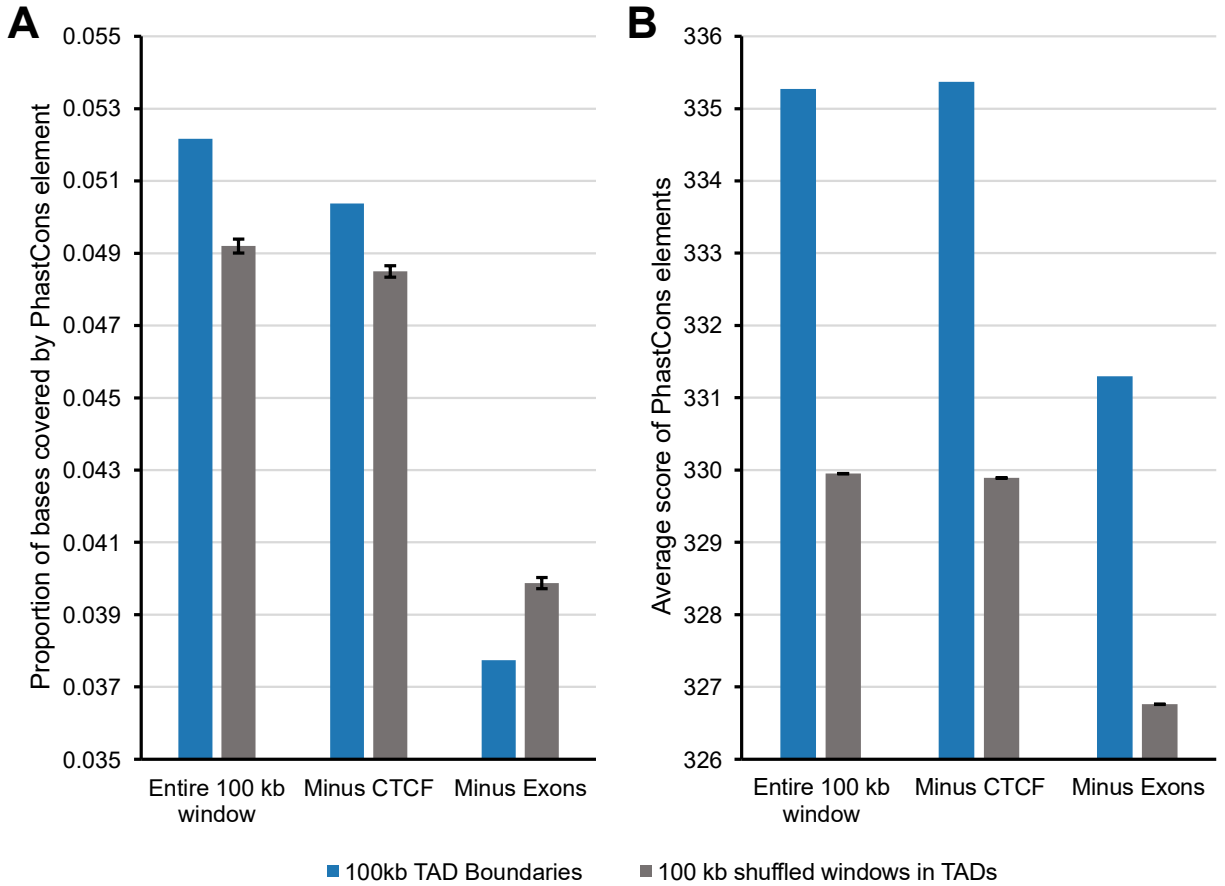 A
Proportion of bases covered by PhastCons element
0.055
0.053
0.051
0.049
0.047
0.045
0.043
0.041
0.039
0.037
0.035
Entire 100 kb
window
Minus CTCF
Minus Exons
B
Average score of PhastCons elements
336
335
334
333
332
331
330
329
328
327
326
Entire 100 kb
window
Minus CTCF
Minus Exons
100kb TAD Boundaries
100 kb shuffled windows in TADs